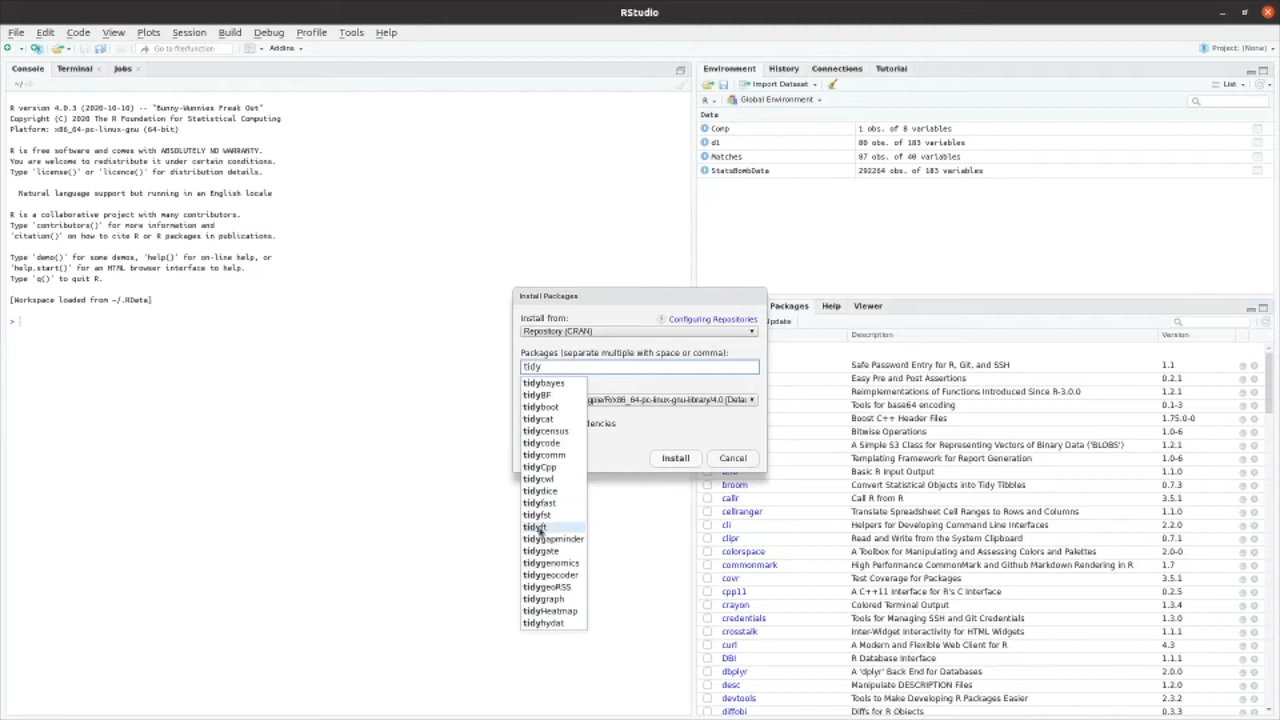 RStudio
File Edit Code View Plots Session Build Debug Profile Tools Help
Go to file/function
Addins
Project: (None)
Console Terminal Jobs
~/
R version 4.0.3 (2020-10-10) -- "Bunny-Wunnies Freak Out"
Copyright (C) 2020 The R Foundation for Statistical Computing
Platform: x86_64-pc-linux-gnu (64-bit)
R is free software and comes with ABSOLUTELY NO WARRANTY.
You are welcome to redistribute it under certain conditions.
Type 'license()' or 'licence()' for distribution details.
Natural language support but running in an English locale
R is a collaborative project with many contributors.
Type 'contributors()' for more information and
'citation()' on how to cite R or R packages in publications.
Type 'demo()' for some demos, 'help()' for on-line help, or
'help.start()' for an HTML browser interface to help.
Type 'q()' to quit R.
[Workspace loaded from ~/.RData]
>
Environment History Connections Tutorial
Import Dataset
List
R Global Environment
Data
Comp 1 obs. of 8 variables
d1 80 obs. of 183 variables
Matches 87 obs. of 40 variables
StatsBombData 292264 obs. of 183 variables
Install Packages
Install from:
Configuring Repositories
Repository (CRAN)
Packages (separate multiple with space or comma):
tidy
tidybayes
tidyBF
tidyboot
tidycat
tidycensus
tidycode
tidycomm
tidyCpp
tidycwl
tidydice
tidyfast
tidyfst
tidyft
tidygapminder
tidygate
tidygenomics
tidygeocoder
tidygeoRSS
tidygraph
tidyHeatmap
tidyhydat
ople/R/x86_64-pc-linux-gnu-library/4.0 [Defau
dencies
Install Cancel
Packages Help Viewer
Update
Description Version
Safe Password Entry for R, Git, and SSH 1.1
Easy Pre and Post Assertions 0.2.1
Reimplementations of Functions Introduced Since R-3.0.0 1.2.1
Tools for base64 encoding 0.1-3
Boost C++ Header Files 1.75.0-0
Bitwise Operations 1.0-6
A Simple S3 Class for Representing Vectors of Binary Data ('BLOBS') 1.2.1
Templating Framework for Report Generation 1.0-6
Basic R Input Output 1.1.0
broom Convert Statistical Objects into Tidy Tibbles 0.7.3
callr Call R from R 3.5.1
cellranger Translate Spreadsheet Cell Ranges to Rows and Columns 1.1.0
cli Helpers for Developing Command Line Interfaces 2.2.0
clipr Read and Write from the System Clipboard 0.7.1
colorspace A Toolbox for Manipulating and Assessing Colors and Palettes 2.0-0
commonmark High Performance CommonMark and Github Markdown Rendering in R 1.7
covr Test Coverage for Packages 3.5.1
cpp11 A C++11 Interface for R's C Interface 0.2.5
crayon Colored Terminal Output 1.3.4
credentials Tools for Managing SSH and Git Credentials 1.3.0
crosstalk Inter-Widget Interactivity for HTML Widgets 1.1.1
curl A Modern and Flexible Web Client for R 4.3
DBI R Database Interface 1.1.1
dbplyr A 'dplyr' Back End for Databases 2.0.0
desc Manipulate DESCRIPTION Files 1.2.0
devtools Tools to Make Developing R Packages Easier 2.3.2
diffobj Diffs for R Objects 0.3.3